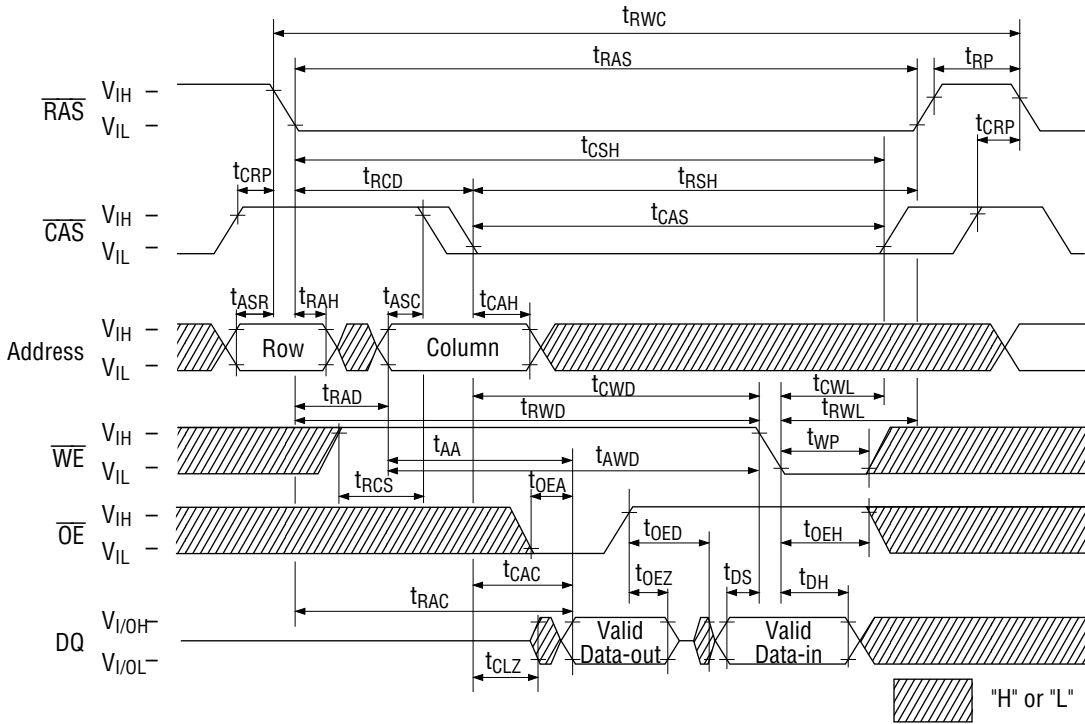 tRWC
tRAS
tRP
RAS
VIH
VIL
tCRP
tCSH
tCRP
tRCD
tRSH
CAS
VIH
VIL
tCAS
tASR
tRAH
tASC
tCAH
Address
VIH
VIL
Row
Column
tRAD
tCWD
tCWL
tRWD
tRWL
WE
VIH
VIL
tAA
tAWD
tWP
tRCS
tOEA
OE
VIH
VIL
tOED
tOEH
tCAC
tOEZ
tDS
tDH
tRAC
DQ
VI/OH
VI/OL
Valid
Data-out
Valid
Data-in
tCLZ
"H" or "L"